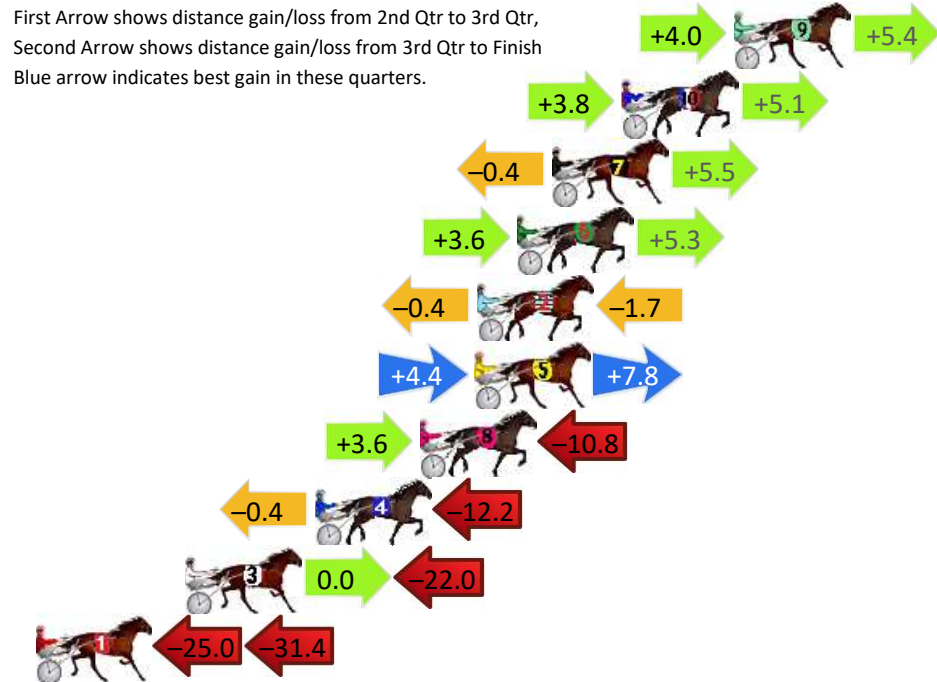 First Arrow shows distance gain/loss from 2nd Qtr to 3rd Qtr,
Second Arrow shows distance gain/loss from 3rd Qtr to Finish
Blue arrow indicates best gain in these quarters.
+4.0 9 +5.4
+3.8 10 +5.1
–0.4 7 +5.5
+3.6 6 +5.3
–0.4 2 –1.7
+4.4 5 +7.8
+3.6 8 –10.8
–0.4 4 –12.2
3 0.0 –22.0
1 –25.0 –31.4